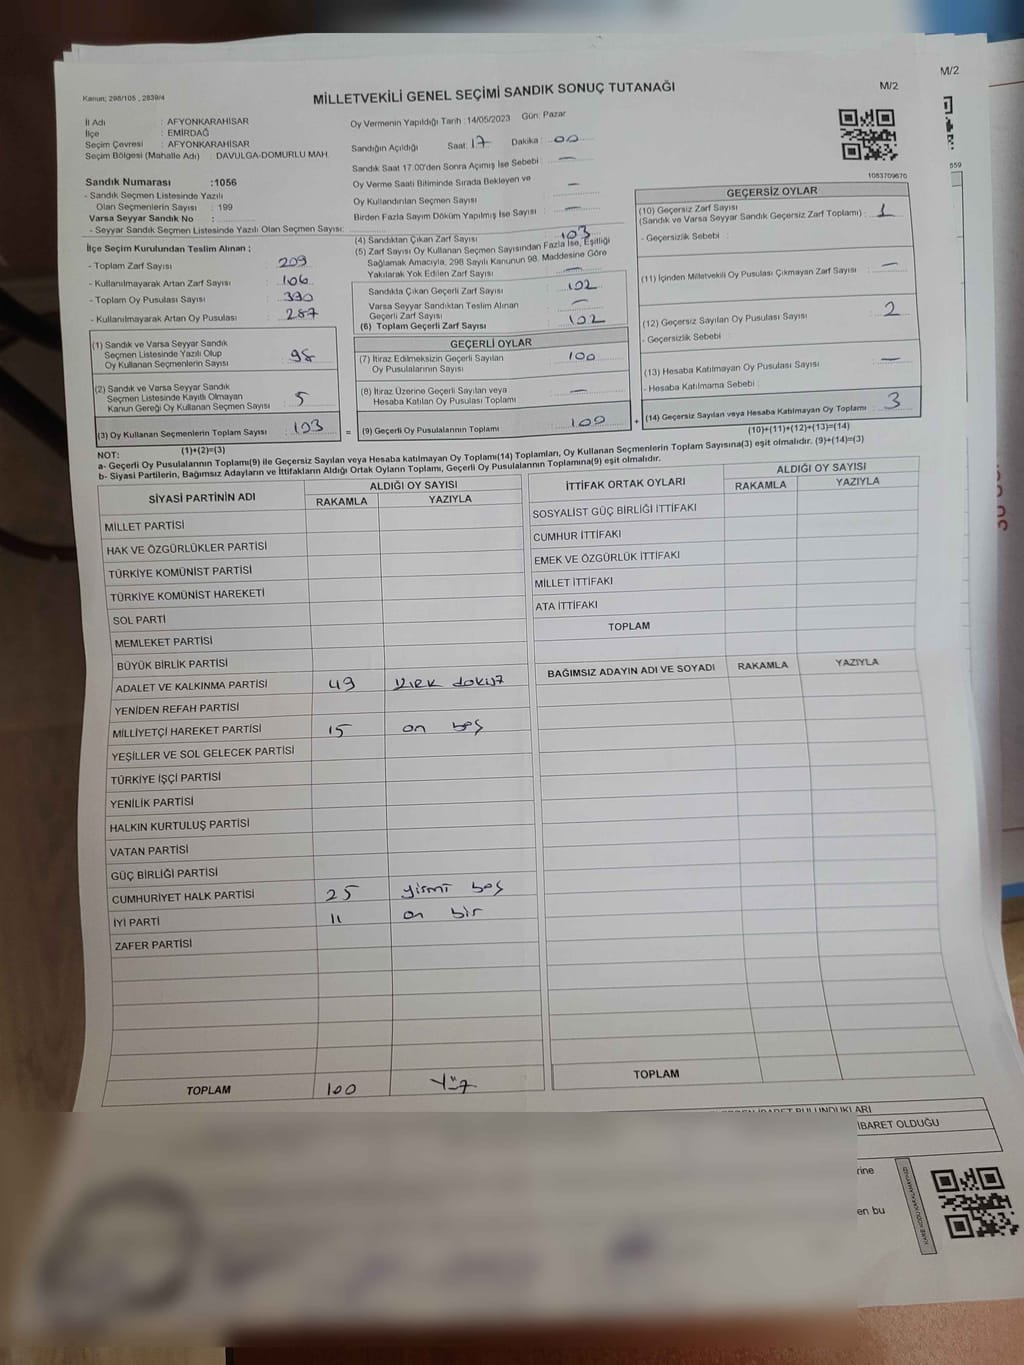 M/2
Kanun; 298/105 , 2839/4
MİLLETVEKİLİ GENEL SEÇİMİ SANDIK SONUÇ TUTANAĞI
M/2
İl Adı : AFYONKARAHİSAR
İlçe : EMİRDAĞ
Seçim Çevresi : AFYONKARAHİSAR
Seçim Bölgesi (Mahalle Adı) : DAVULGA-DOMURLU MAH.
Oy Vermenin Yapıldığı Tarih :14/05/2023 Gün: Pazar
Sandığın Açıldığı Saat: 17 Dakika : 00
Sandık Saat 17:00'den Sonra Açımış İse Sebebi : —
Oy Verme Saati Bitiminde Sırada Bekleyen ve
Oy Kullandırılan Seçmen Sayısı : —
Birden Fazla Sayım Döküm Yapılmış İse Sayısı : —
1083709670
Sandık Numarası :1056
- Sandık Seçmen Listesinde Yazılı
Olan Seçmenlerin Sayısı : 199
Varsa Seyyar Sandık No :
- Seyyar Sandık Seçmen Listesinde Yazılı Olan Seçmen Sayısı:
İlçe Seçim Kurulundan Teslim Alınan ;
- Toplam Zarf Sayısı : 209
- Kullanılmayarak Artan Zarf Sayısı : 106
- Toplam Oy Pusulası Sayısı : 390
- Kullanılmayarak Artan Oy Pusulası : 287
(1) Sandık ve Varsa Seyyar Sandık
Seçmen Listesinde Yazılı Olup
Oy Kullanan Seçmenlerin Sayısı : 98
(2) Sandık ve Varsa Seyyar Sandık
Seçmen Listesinde Kayıtlı Olmayan
Kanun Gereği Oy Kullanan Seçmen Sayısı : 5
(3) Oy Kullanan Seçmenlerin Toplam Sayısı : 103
(1)+(2)=(3)
(4) Sandıktan Çıkan Zarf Sayısı : 103
(5) Zarf Sayısı Oy Kullanan Seçmen Sayısından Fazla İse, Eşitliği
Sağlamak Amacıyla, 298 Sayılı Kanunun 98. Maddesine Göre
Yakılarak Yok Edilen Zarf Sayısı : —
Sandıkta Çıkan Geçerli Zarf Sayısı : 102
Varsa Seyyar Sandıktan Teslim Alınan
Geçerli Zarf Sayısı : —
(6) Toplam Geçerli Zarf Sayısı : 102
GEÇERLİ OYLAR
(7) İtiraz Edilmeksizin Geçerli Sayılan
Oy Pusulalarının Sayısı : 100
(8) İtiraz Üzerine Geçerli Sayılan veya
Hesaba Katılan Oy Pusulası Toplamı : —
= (9) Geçerli Oy Pusulalarının Toplamı : 100
GEÇERSİZ OYLAR
(10) Geçersiz Zarf Sayısı
(Sandık ve Varsa Seyyar Sandık Geçersiz Zarf Toplamı) : 1
- Geçersizlik Sebebi :
(11) İçinden Milletvekili Oy Pusulası Çıkmayan Zarf Sayısı : —
(12) Geçersiz Sayılan Oy Pusulası Sayısı : 2
- Geçersizlik Sebebi :
(13) Hesaba Katılmayan Oy Pusulası Sayısı : —
- Hesaba Katılmama Sebebi :
+ (14) Geçersiz Sayılan veya Hesaba Katılmayan Oy Toplamı : 3
(10)+(11)+(12)+(13)=(14)
NOT:
a- Geçerli Oy Pusulalarının Toplamı(9) ile Geçersiz Sayılan veya Hesaba katılmayan Oy Toplamı(14) Toplamları, Oy Kullanan Seçmenlerin Toplam Sayısına(3) eşit olmalıdır. (9)+(14)=(3)
b- Siyasi Partilerin, Bağımsız Adayların ve İttifakların Aldığı Ortak Oyların Toplamı, Geçerli Oy Pusulalarının Toplamına(9) eşit olmalıdır.
SİYASİ PARTİNİN ADI ALDIĞI OY SAYISI
RAKAMLA YAZIYLA
MİLLET PARTİSİ
HAK VE ÖZGÜRLÜKLER PARTİSİ
TÜRKİYE KOMÜNİST PARTİSİ
TÜRKİYE KOMÜNİST HAREKETİ
SOL PARTİ
MEMLEKET PARTİSİ
BÜYÜK BİRLİK PARTİSİ
ADALET VE KALKINMA PARTİSİ 49 kırk dokuz
YENİDEN REFAH PARTİSİ
MİLLİYETÇİ HAREKET PARTİSİ 15 on beş
YEŞİLLER VE SOL GELECEK PARTİSİ
TÜRKİYE İŞÇİ PARTİSİ
YENİLİK PARTİSİ
HALKIN KURTULUŞ PARTİSİ
VATAN PARTİSİ
GÜÇ BİRLİĞİ PARTİSİ
CUMHURİYET HALK PARTİSİ 25 yirmi beş
İYİ PARTİ 11 on bir
ZAFER PARTİSİ
TOPLAM 100 Yüz
İTTİFAK ORTAK OYLARI ALDIĞI OY SAYISI
RAKAMLA YAZIYLA
SOSYALİST GÜÇ BİRLİĞİ İTTİFAKI
CUMHUR İTTİFAKI
EMEK VE ÖZGÜRLÜK İTTİFAKI
MİLLET İTTİFAKI
ATA İTTİFAKI
TOPLAM
BAĞIMSIZ ADAYIN ADI VE SOYADI RAKAMLA YAZIYLA
TOPLAM
BULUNDUKLARI
İBARET OLDUĞU
en bu